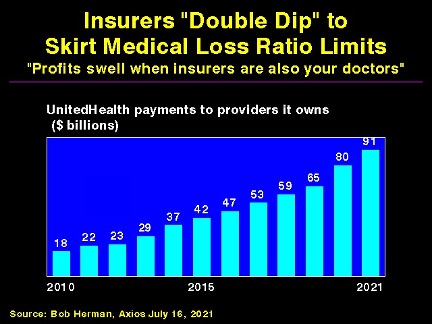 Insurers "Double Dip" to
Skirt Medical Loss Ratio Limits
"Profits swell when insurers are also your doctors"
UnitedHealth payments to providers it owns
($ billions)
18 22 23 29 37 42 47 53 59 65 80 91
2010 2015 2021
Source: Bob Herman, Axios July 16, 2021